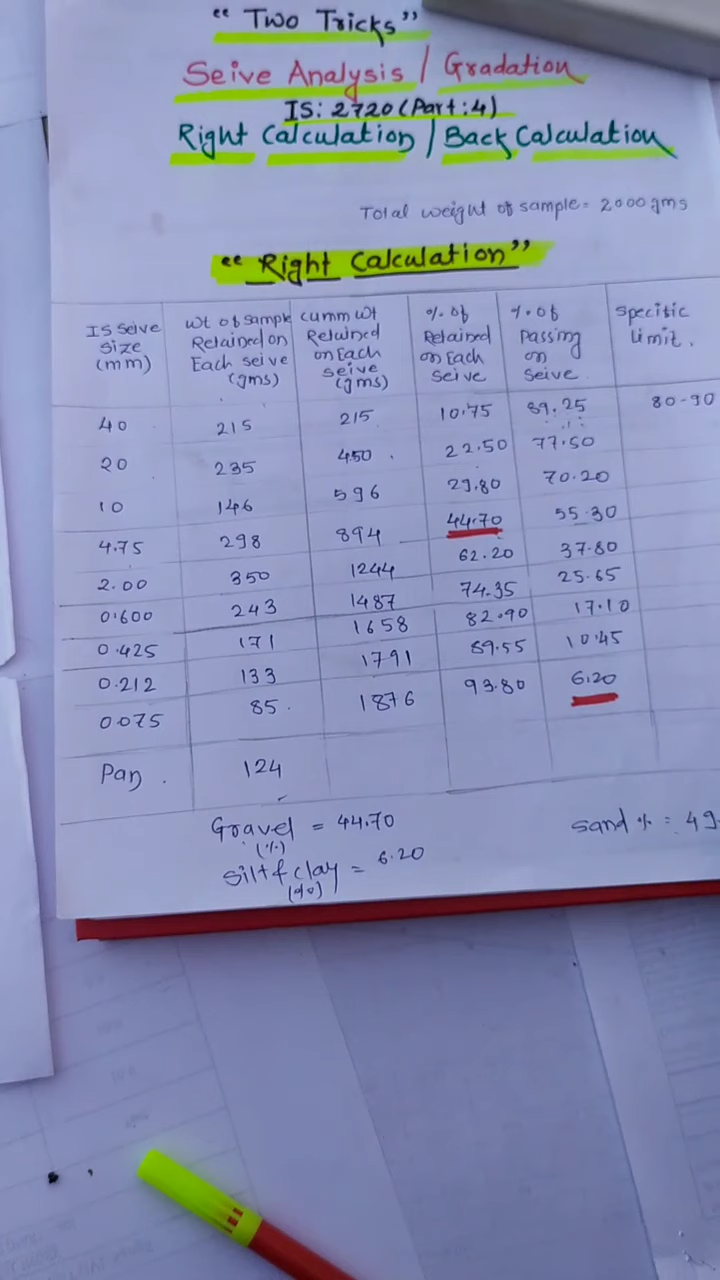 “Two Tricks”
Seive Analysis / Gradation
IS: 2720 (Part:4)
Right Calculation / Back Calculation
Total weight of sample = 2000gms
“Right Calculation”
IS Seive Size (mm) | Wt of sample Retained on Each seive (gms) | cumm wt Retained on Each seive (gms) | % of Retained on Each seive | % of Passing on seive | Specific limit.
40 | 215 | 215 | 10.75 | 89.25 | 80-90
20 | 235 | 450 | 22.50 | 77.50
10 | 146 | 596 | 29.80 | 70.20
4.75 | 298 | 894 | 44.70 | 55.30
2.00 | 350 | 1244 | 62.20 | 37.80
0.600 | 243 | 1487 | 74.35 | 25.65
0.425 | 171 | 1658 | 82.90 | 17.10
0.212 | 133 | 1791 | 89.55 | 10.45
0.075 | 85 | 1876 | 93.80 | 6.20
Pan. | 124
Gravel (%) = 44.70
Sand % = 49.
Silt & clay (%) = 6.20